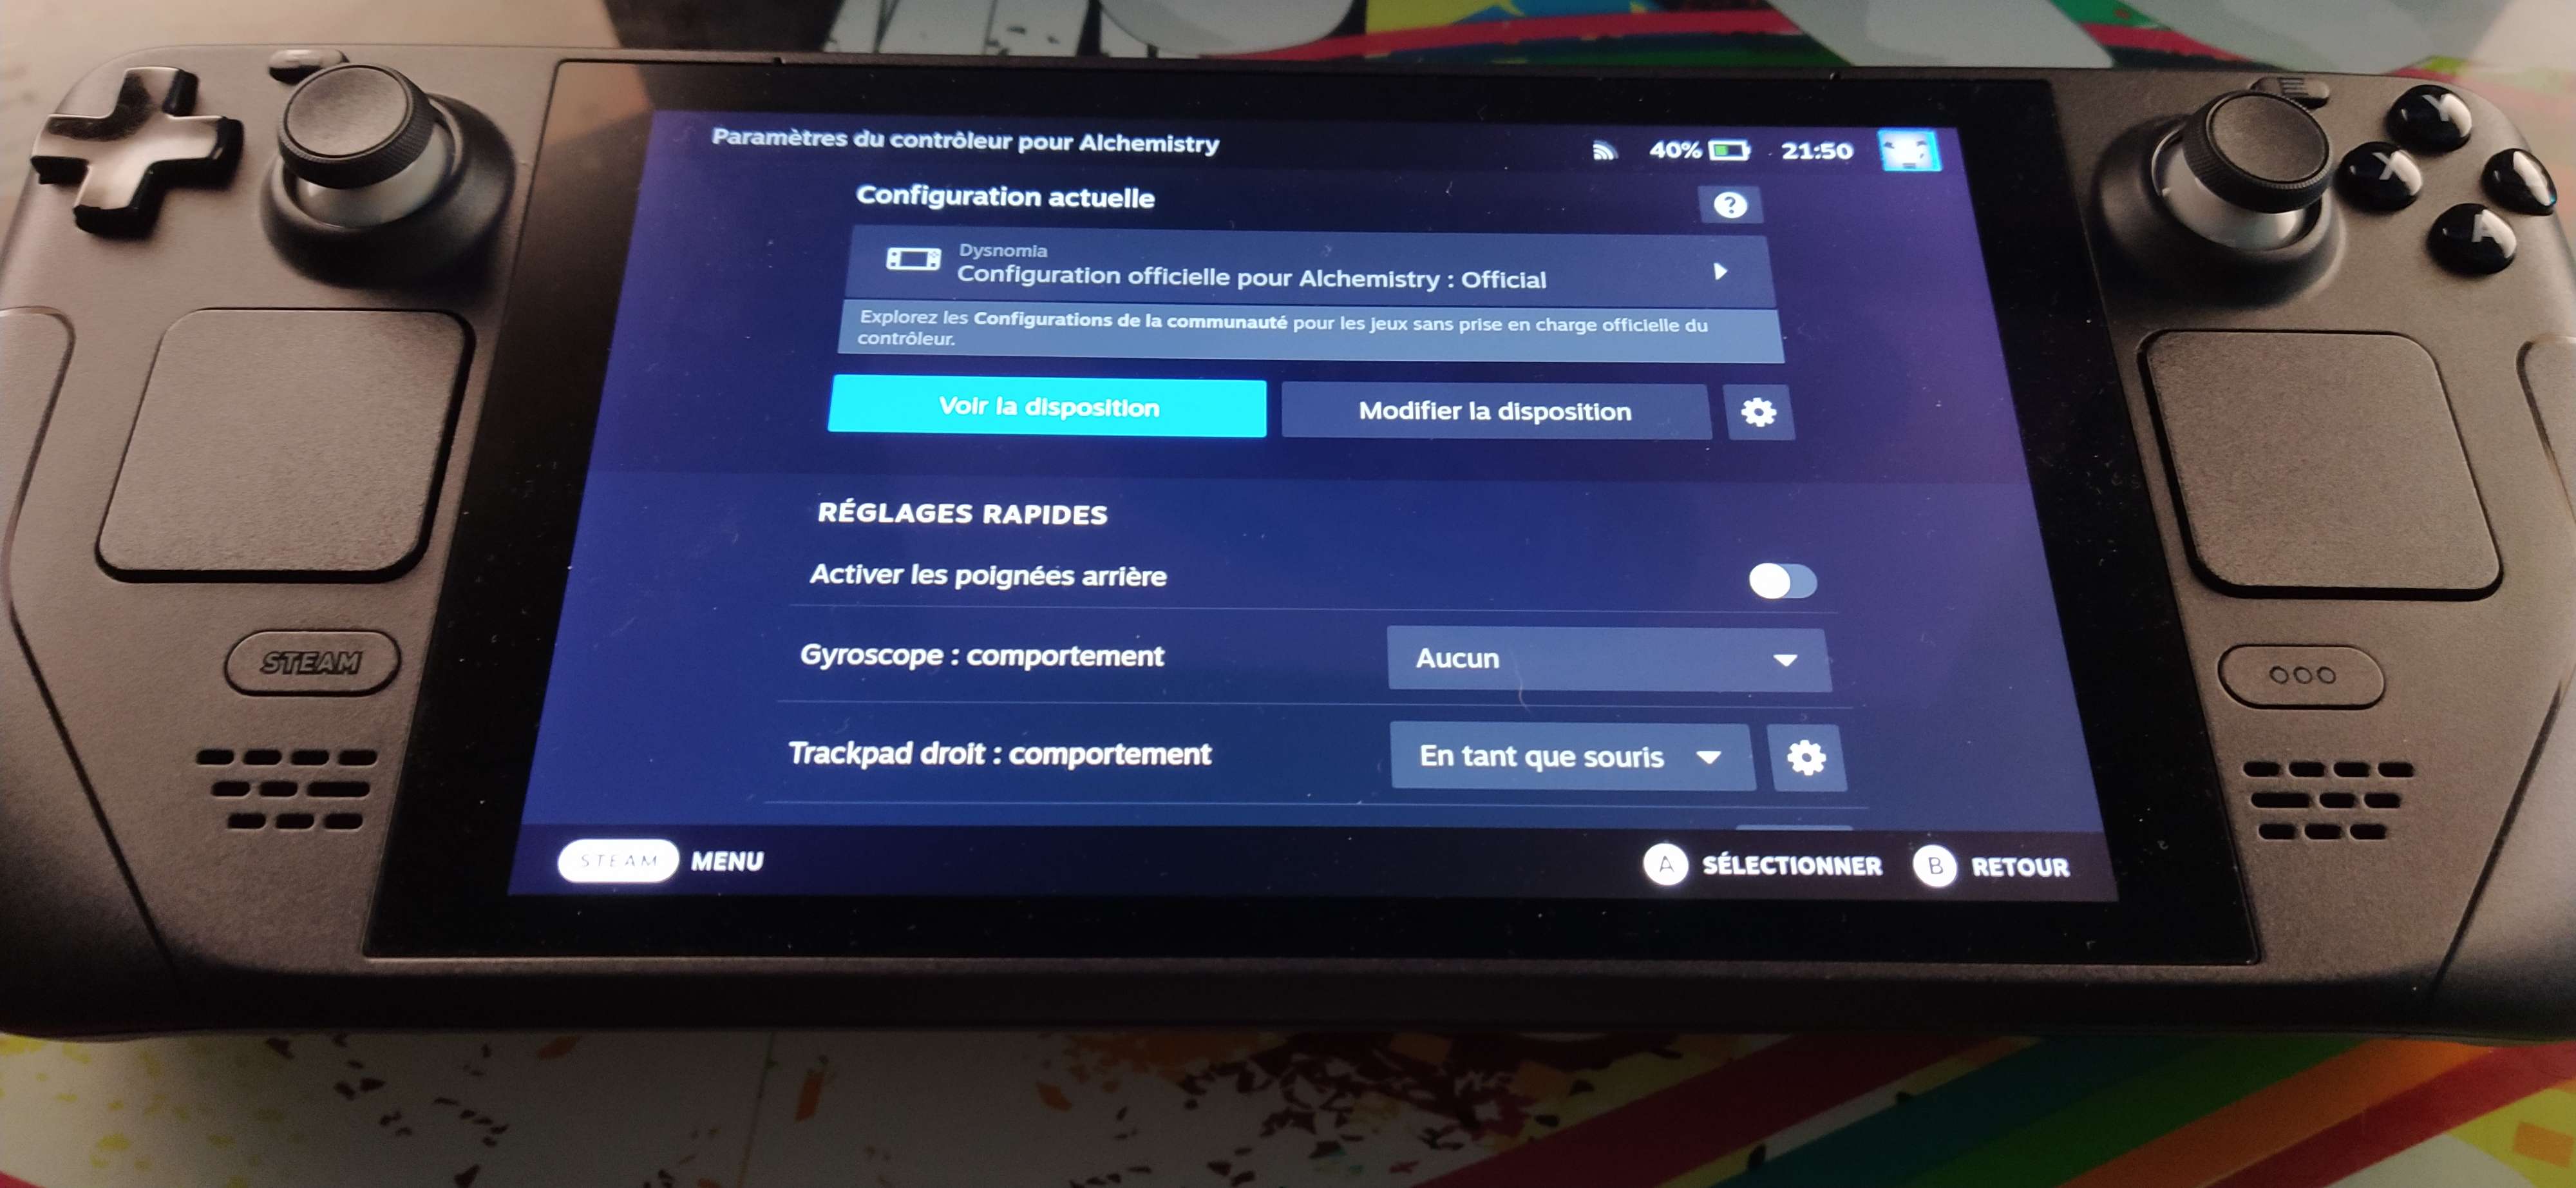 Paramètres du contrôleur pour Alchemistry
40%
21:50
Configuration actuelle
?
Dysnomia
Configuration officielle pour Alchemistry : Official
Explorez les Configurations de la communauté pour les jeux sans prise en charge officielle du
contrôleur.
Voir la disposition
Modifier la disposition
RÉGLAGES RAPIDES
Activer les poignées arrière
Gyroscope : comportement
Aucun
Trackpad droit : comportement
En tant que souris
STEAM MENU
A SÉLECTIONNER B RETOUR
STEAM
Y
X
A